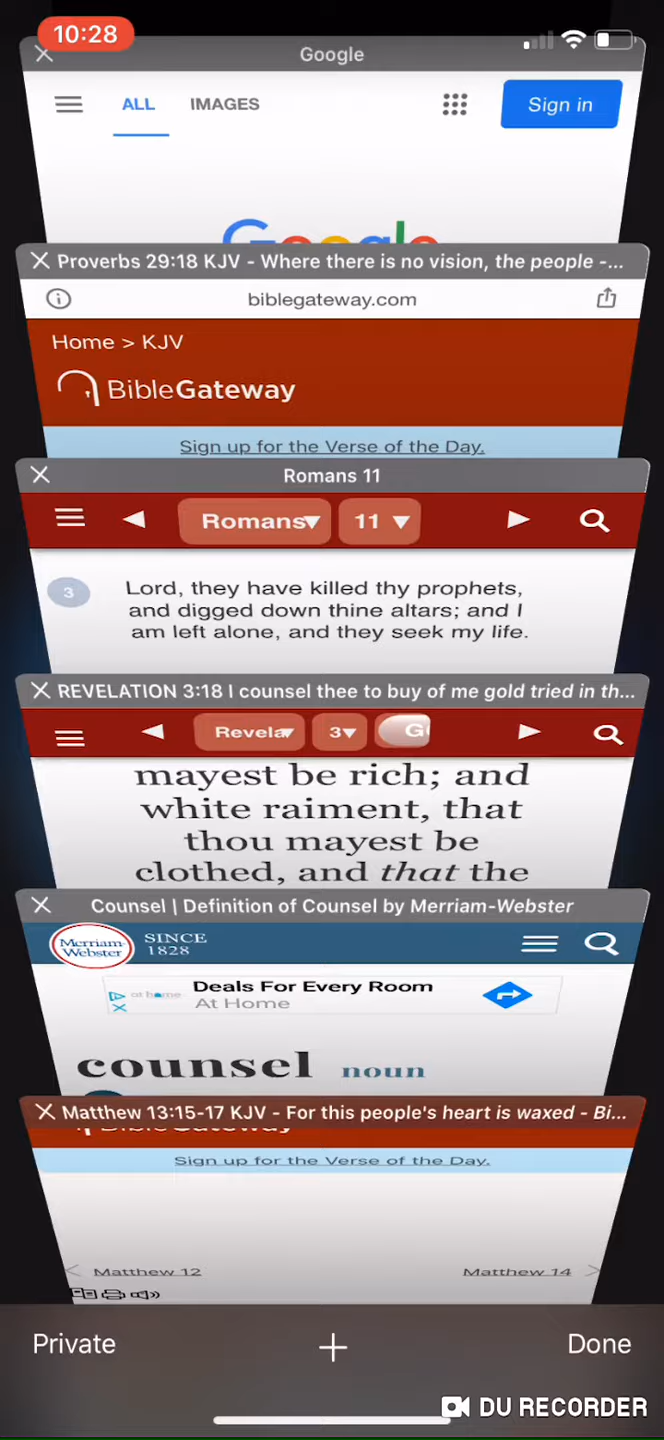 10:28
Google
ALL IMAGES
Sign in
Google
Proverbs 29:18 KJV - Where there is no vision, the people -...
biblegateway.com
Home > KJV
BibleGateway
Sign up for the Verse of the Day.
Romans 11
Romans 11
3
Lord, they have killed thy prophets,
and digged down thine altars; and I
am left alone, and they seek my life.
REVELATION 3:18 I counsel thee to buy of me gold tried in th...
Revela 3 G
mayest be rich; and
white raiment, that
thou mayest be
clothed, and that the
Counsel | Definition of Counsel by Merriam-Webster
Merriam-
Webster
SINCE
1828
Deals For Every Room
at home
At Home
counsel noun
Matthew 13:15-17 KJV - For this people's heart is waxed - Bi...
BibleGateway
Sign up for the Verse of the Day.
Matthew 12 Matthew 14
Private
Done
DU RECORDER